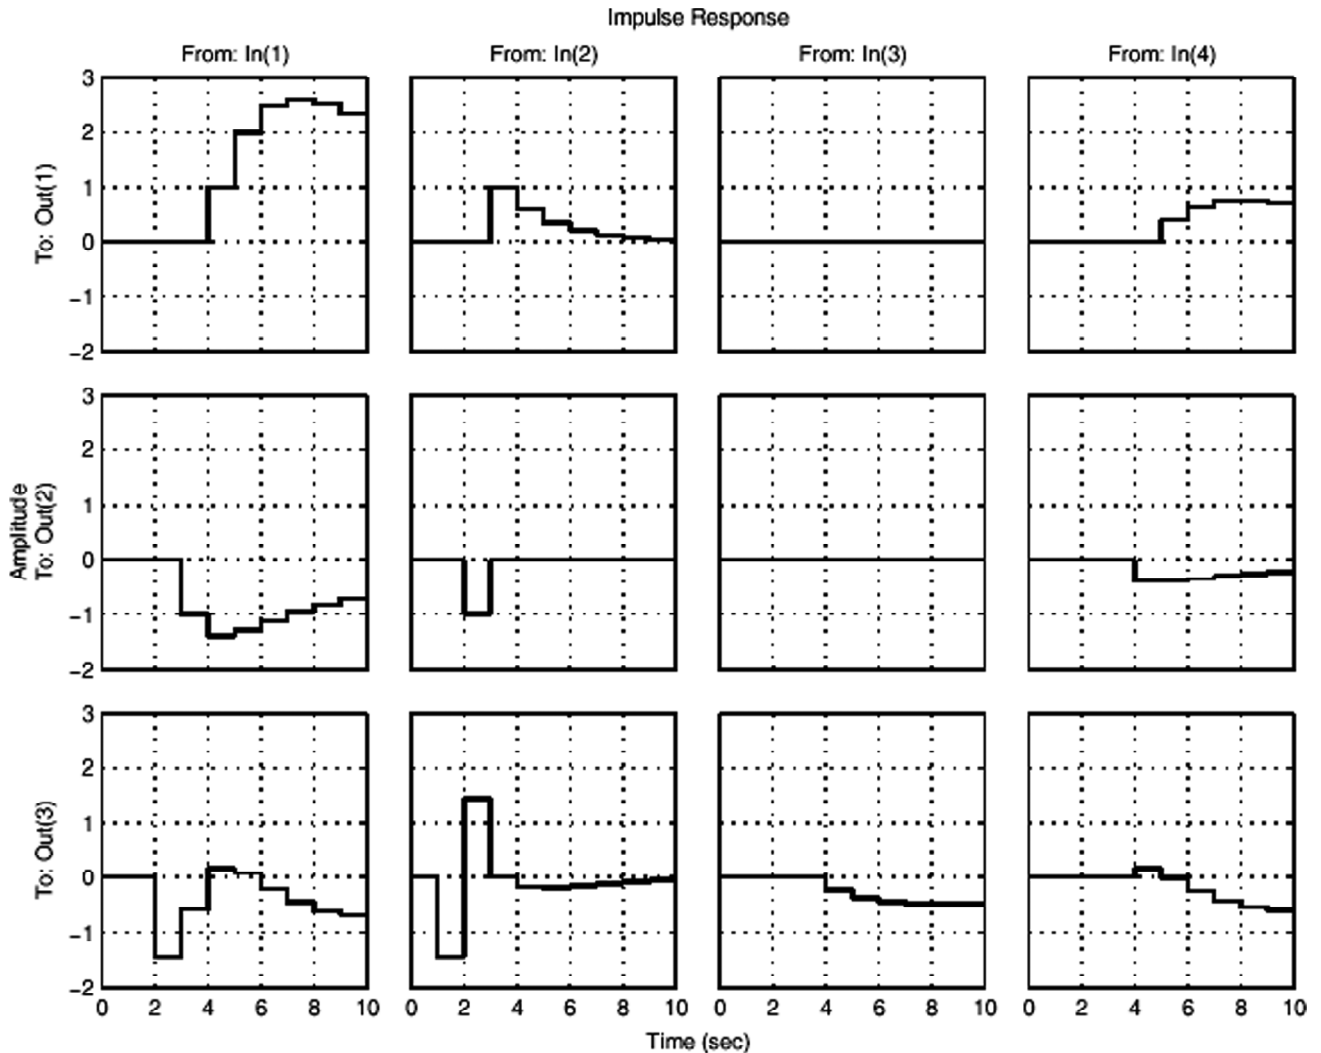 Impulse Response
From: In(1) From: In(2) From: In(3) From: In(4)
3
2
1
0
−1
−2
To: Out(1)
3
2
1
0
−1
−2
Amplitude
To: Out(2)
3
2
1
0
−1
−2
To: Out(3)
0 2 4 6 8 10 0 2 4 6 8 10 0 2 4 6 8 10 0 2 4 6 8 10
Time (sec)